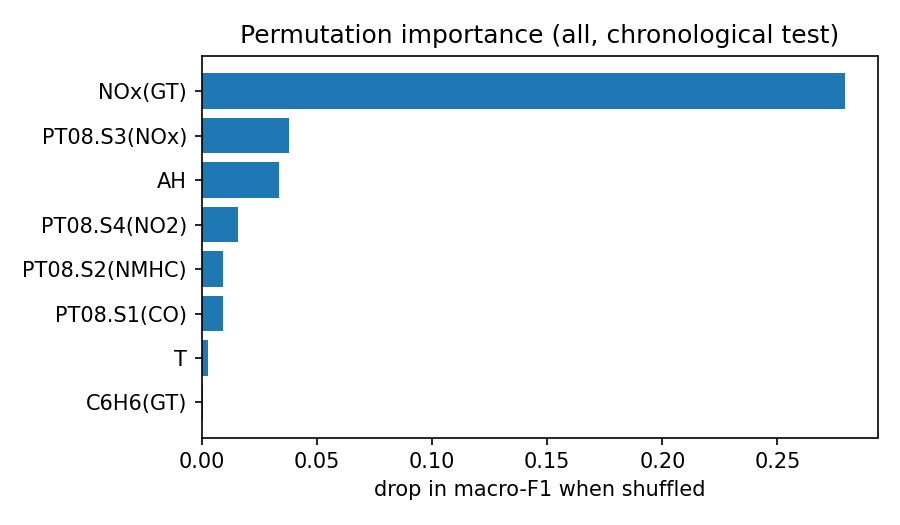 Permutation importance (all, chronological test)
NOx(GT)
PT08.S3(NOx)
AH
PT08.S4(NO2)
PT08.S2(NMHC)
PT08.S1(CO)
T
C6H6(GT)
0.00 0.05 0.10 0.15 0.20 0.25
drop in macro-F1 when shuffled